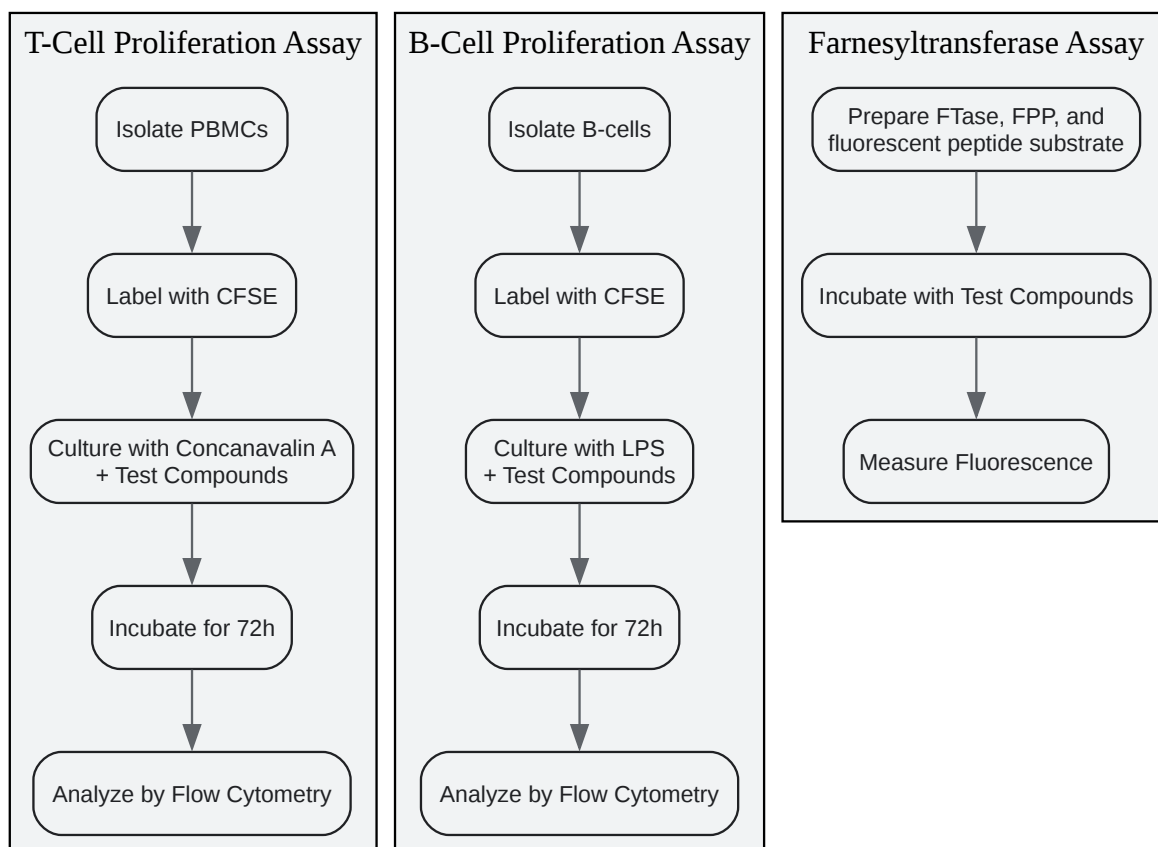 T-Cell Proliferation Assay
Isolate PBMCs
Label with CFSE
Culture with Concanavalin A
+ Test Compounds
Incubate for 72h
Analyze by Flow Cytometry
B-Cell Proliferation Assay
Isolate B-cells
Label with CFSE
Culture with LPS
+ Test Compounds
Incubate for 72h
Analyze by Flow Cytometry
Farnesyltransferase Assay
Prepare FTase, FPP, and
fluorescent peptide substrate
Incubate with Test Compounds
Measure Fluorescence